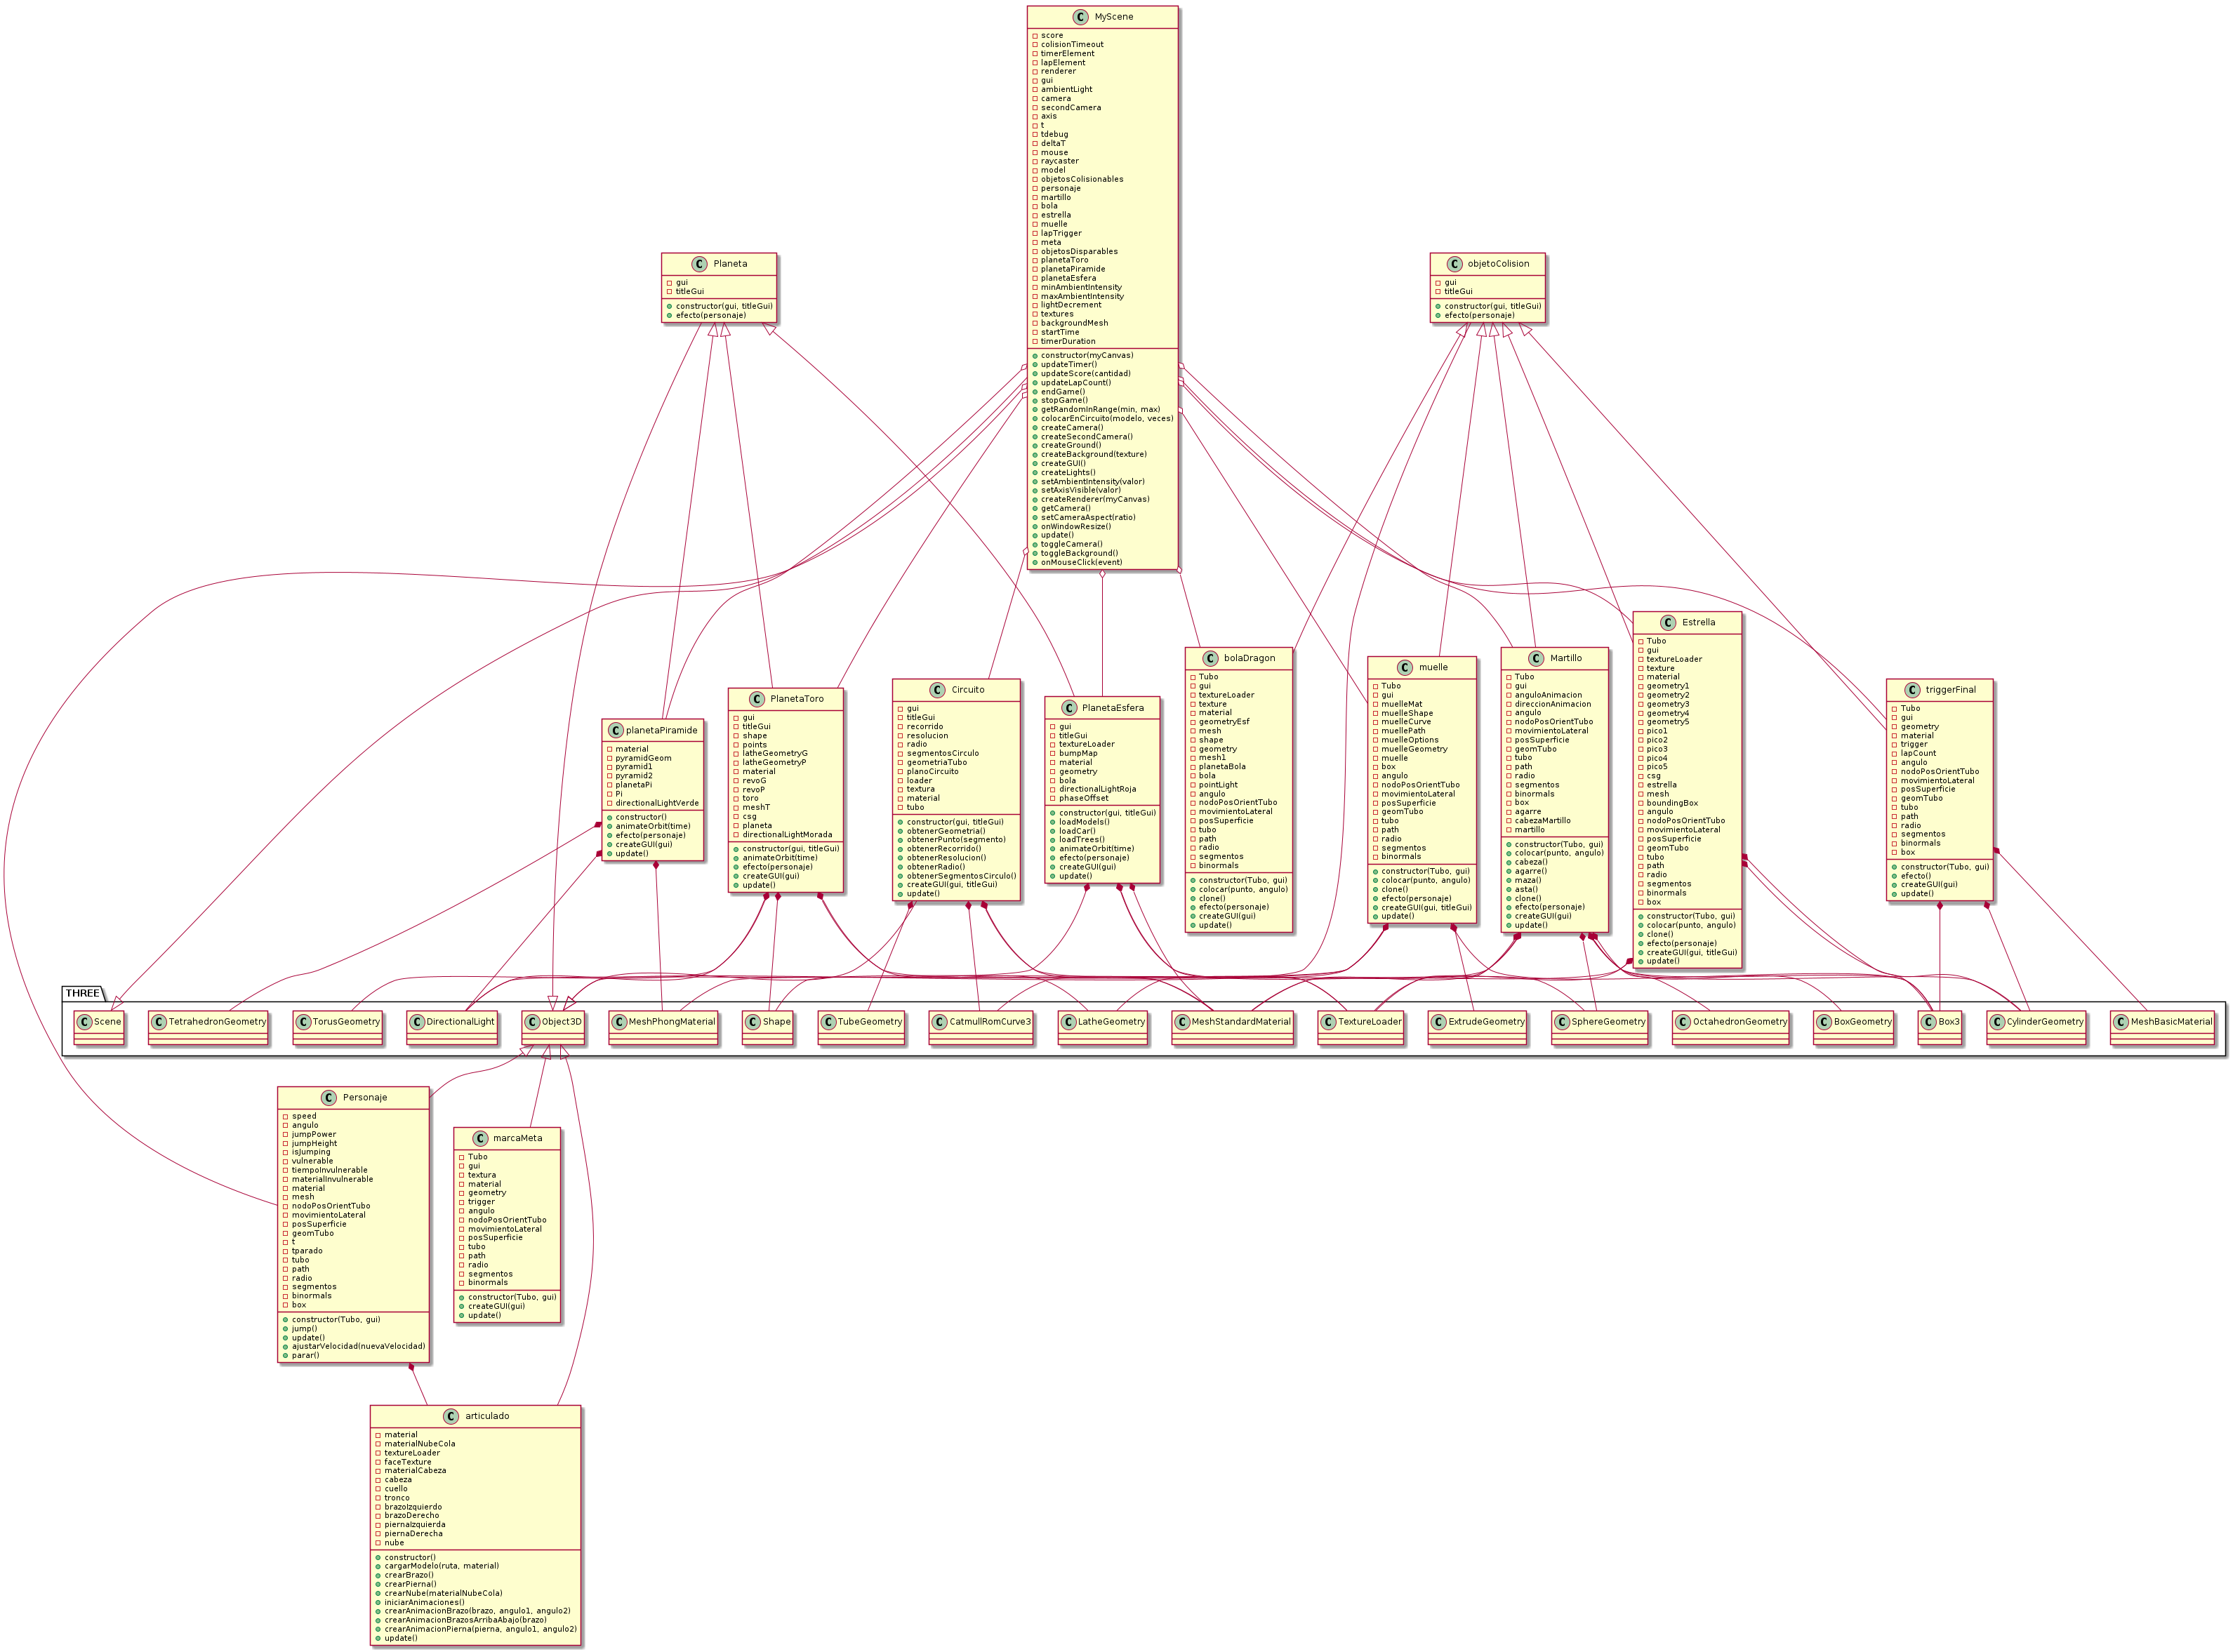 MyScene
score
colisionTimeout
timerElement
lapElement
renderer
gui
ambientLight
camera
secondCamera
axis
t
tdebug
deltaT
mouse
raycaster
model
objetosColisionables
personaje
martillo
bola
estrella
muelle
lapTrigger
meta
objetosDisparables
planetaToro
planetaPiramide
planetaEsfera
minAmbientIntensity
maxAmbientIntensity
lightDecrement
textures
backgroundMesh
startTime
timerDuration
constructor(myCanvas)
updateTimer()
updateScore(cantidad)
updateLapCount()
endGame()
stopGame()
getRandomInRange(min, max)
colocarEnCircuito(modelo, veces)
createCamera()
createSecondCamera()
createGround()
createBackground(texture)
createGUI()
createLights()
setAmbientIntensity(valor)
setAxisVisible(valor)
createRenderer(myCanvas)
getCamera()
setCameraAspect(ratio)
onWindowResize()
update()
toggleCamera()
toggleBackground()
onMouseClick(event)
Planeta
gui
titleGui
constructor(gui, titleGui)
efecto(personaje)
objetoColision
gui
titleGui
constructor(gui, titleGui)
efecto(personaje)
planetaPiramide
material
pyramidGeom
pyramid1
pyramid2
planetaPi
Pi
directionalLightVerde
constructor()
animateOrbit(time)
efecto(personaje)
createGUI(gui)
update()
PlanetaToro
gui
titleGui
shape
points
latheGeometryG
latheGeometryP
material
revoG
revoP
toro
meshT
csg
planeta
directionalLightMorada
constructor(gui, titleGui)
animateOrbit(time)
efecto(personaje)
createGUI(gui)
update()
Circuito
gui
titleGui
recorrido
resolucion
radio
segmentosCirculo
geometriaTubo
planoCircuito
loader
textura
material
tubo
constructor(gui, titleGui)
obtenerGeometria()
obtenerPunto(segmento)
obtenerRecorrido()
obtenerResolucion()
obtenerRadio()
obtenerSegmentosCirculo()
createGUI(gui, titleGui)
update()
PlanetaEsfera
gui
titleGui
textureLoader
bumpMap
material
geometry
bola
directionalLightRoja
phaseOffset
constructor(gui, titleGui)
loadModels()
loadCar()
loadTrees()
animateOrbit(time)
efecto(personaje)
createGUI(gui)
update()
bolaDragon
Tubo
gui
textureLoader
texture
material
geometryEsf
mesh
shape
geometry
mesh1
planetaBola
bola
pointLight
angulo
nodoPosOrientTubo
movimientoLateral
posSuperficie
tubo
path
radio
segmentos
binormals
constructor(Tubo, gui)
colocar(punto, angulo)
clone()
efecto(personaje)
createGUI(gui)
update()
muelle
Tubo
gui
muelleMat
muelleShape
muelleCurve
muellePath
muelleOptions
muelleGeometry
muelle
box
angulo
nodoPosOrientTubo
movimientoLateral
posSuperficie
geomTubo
tubo
path
radio
segmentos
binormals
constructor(Tubo, gui)
colocar(punto, angulo)
clone()
efecto(personaje)
createGUI(gui, titleGui)
update()
Martillo
Tubo
gui
anguloAnimacion
direccionAnimacion
angulo
nodoPosOrientTubo
movimientoLateral
posSuperficie
geomTubo
tubo
path
radio
segmentos
binormals
box
agarre
cabezaMartillo
martillo
constructor(Tubo, gui)
colocar(punto, angulo)
cabeza()
agarre()
maza()
asta()
clone()
efecto(personaje)
createGUI(gui)
update()
Estrella
Tubo
gui
textureLoader
texture
material
geometry1
geometry2
geometry3
geometry4
geometry5
pico1
pico2
pico3
pico4
pico5
csg
estrella
mesh
boundingBox
angulo
nodoPosOrientTubo
movimientoLateral
posSuperficie
geomTubo
tubo
path
radio
segmentos
binormals
box
constructor(Tubo, gui)
colocar(punto, angulo)
clone()
efecto(personaje)
createGUI(gui, titleGui)
update()
triggerFinal
Tubo
gui
geometry
material
trigger
lapCount
angulo
nodoPosOrientTubo
movimientoLateral
posSuperficie
geomTubo
tubo
path
radio
segmentos
binormals
box
constructor(Tubo, gui)
efecto()
createGUI(gui)
update()
THREE
Scene
TetrahedronGeometry
TorusGeometry
DirectionalLight
Object3D
MeshPhongMaterial
Shape
TubeGeometry
CatmullRomCurve3
LatheGeometry
MeshStandardMaterial
TextureLoader
ExtrudeGeometry
SphereGeometry
OctahedronGeometry
BoxGeometry
Box3
CylinderGeometry
MeshBasicMaterial
Personaje
speed
angulo
jumpPower
jumpHeight
isJumping
vulnerable
tiempoInvulnerable
materialInvulnerable
material
mesh
nodoPosOrientTubo
movimientoLateral
posSuperficie
geomTubo
t
tparado
tubo
path
radio
segmentos
binormals
box
constructor(Tubo, gui)
jump()
update()
ajustarVelocidad(nuevaVelocidad)
parar()
marcaMeta
Tubo
gui
textura
material
geometry
trigger
angulo
nodoPosOrientTubo
movimientoLateral
posSuperficie
tubo
path
radio
segmentos
binormals
constructor(Tubo, gui)
createGUI(gui)
update()
articulado
material
materialNubeCola
textureLoader
faceTexture
materialCabeza
cabeza
cuello
tronco
brazoIzquierdo
brazoDerecho
piernaIzquierda
piernaDerecha
nube
constructor()
cargarModelo(ruta, material)
crearBrazo()
crearPierna()
crearNube(materialNubeCola)
iniciarAnimaciones()
crearAnimacionBrazo(brazo, angulo1, angulo2)
crearAnimacionBrazosArribaAbajo(brazo)
crearAnimacionPierna(pierna, angulo1, angulo2)
update()